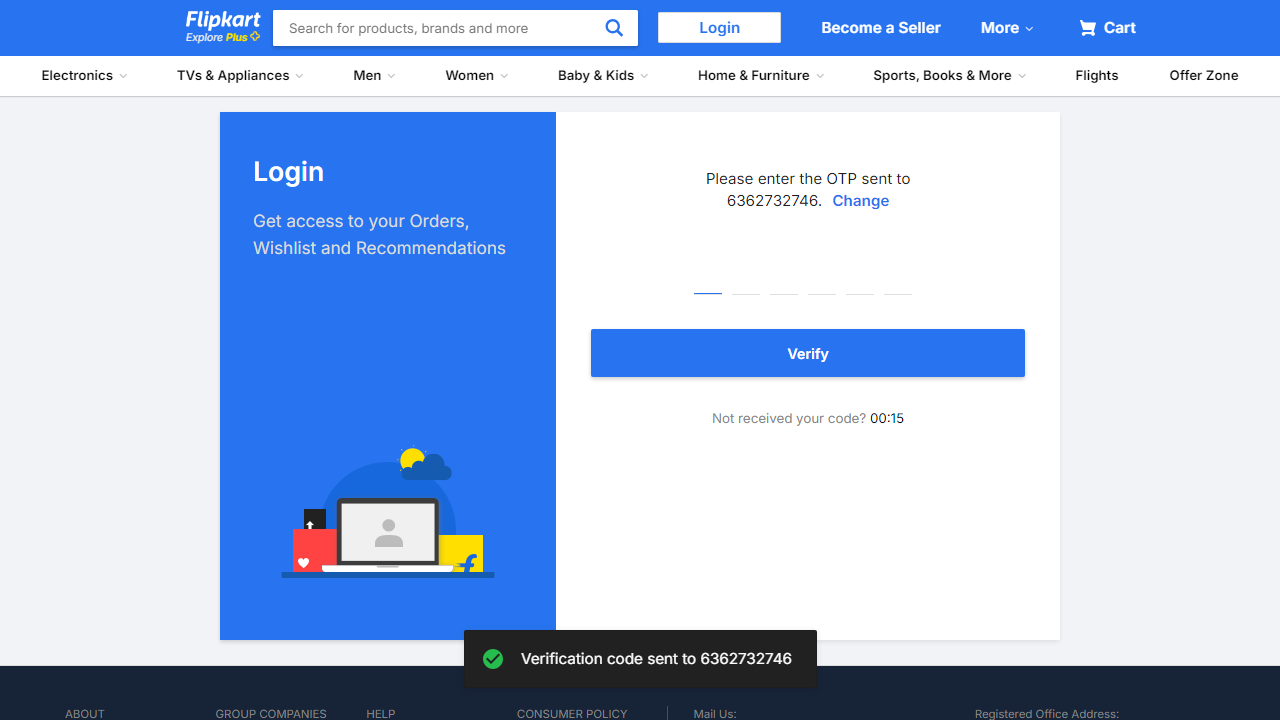 Flipkart
Explore Plus
Search for products, brands and more
Login
Become a Seller
More
Cart
Electronics
TVs & Appliances
Men
Women
Baby & Kids
Home & Furniture
Sports, Books & More
Flights
Offer Zone
Login
Get access to your Orders,
Wishlist and Recommendations
Please enter the OTP sent to
6362732746. Change
Verify
Not received your code? 00:15
Verification code sent to 6362732746
ABOUT
GROUP COMPANIES
HELP
CONSUMER POLICY
Mail Us:
Registered Office Address: